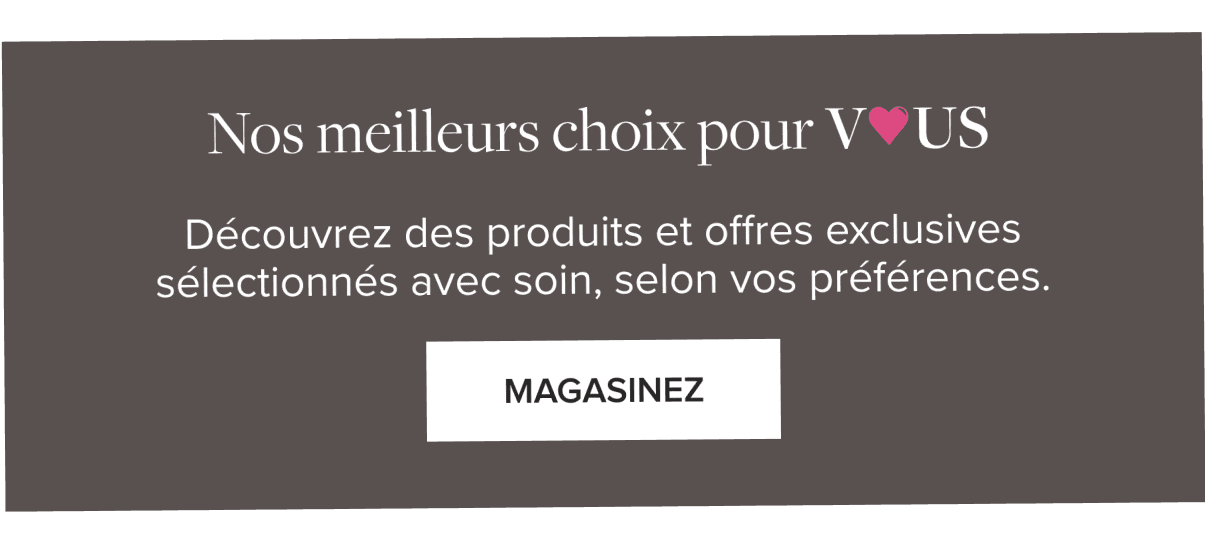 Nos meilleurs choix pour V♥US
Découvrez des produits et offres exclusives
sélectionnés avec soin, selon vos préférences.
MAGASINEZ